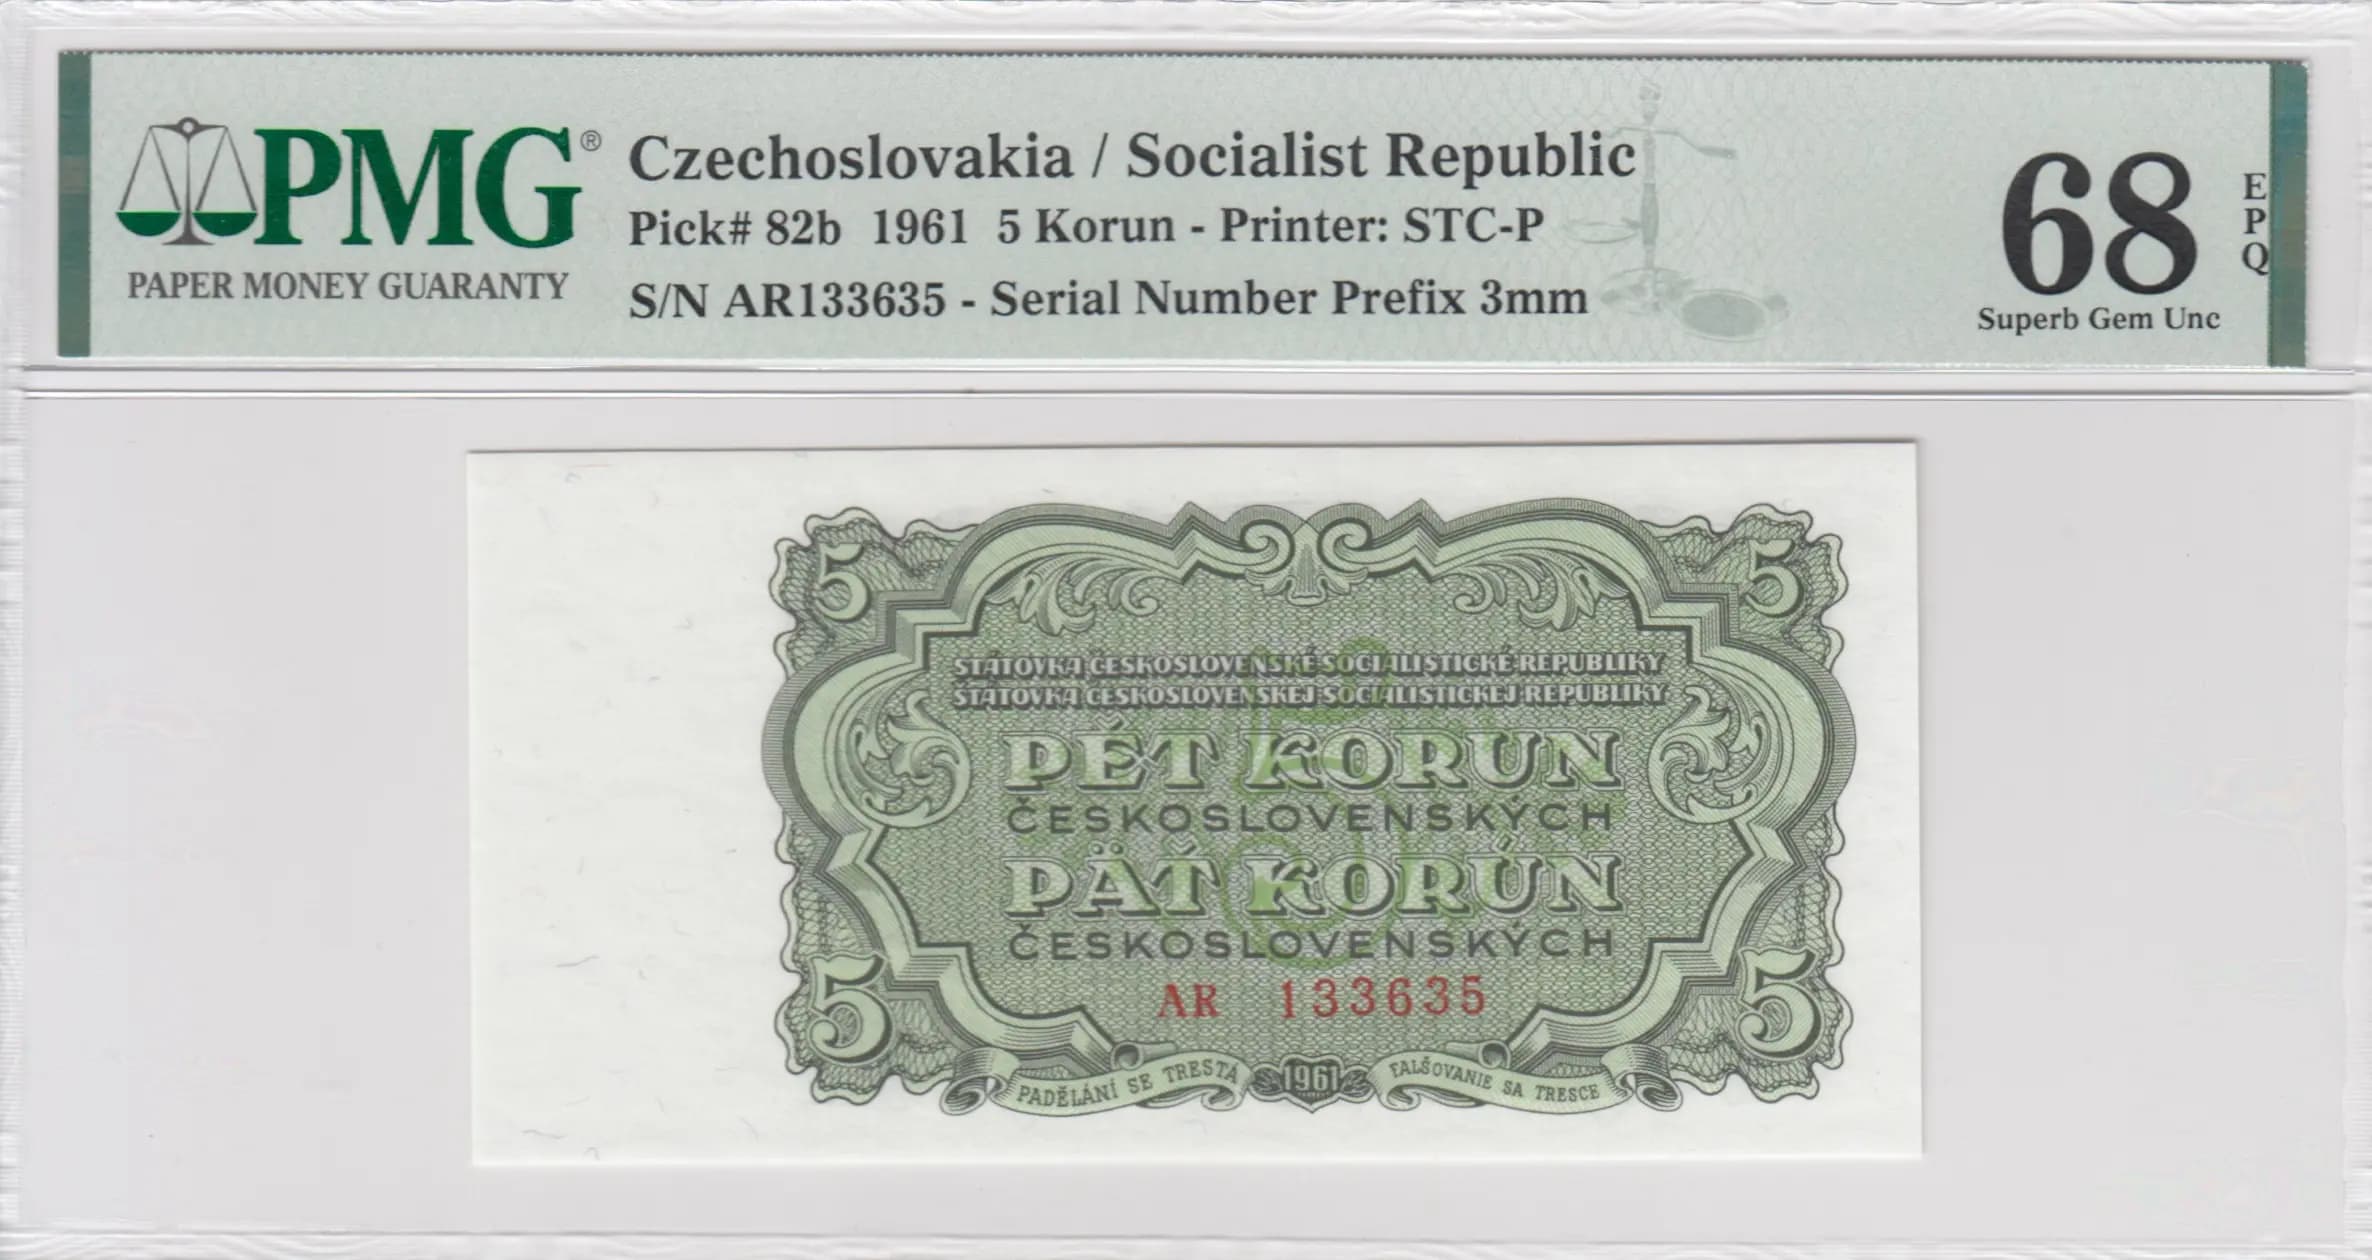 PMG®
PAPER MONEY GUARANTY
Czechoslovakia / Socialist Republic
Pick# 82b 1961 5 Korun - Printer: STC-P
S/N AR133635 - Serial Number Prefix 3mm
68
EPQ
Superb Gem Unc
5 5
STÁTOVKA ČESKOSLOVENSKÉ SOCIALISTICKÉ REPUBLIKY
ŠTÁTOVKA ČESKOSLOVENSKEJ SOCIALISTICKEJ REPUBLIKY
PĚT KORUN
ČESKOSLOVENSKÝCH
PÄŤ KORÚN
ČESKOSLOVENSKÝCH
AR 133635
5 5
PADĚLÁNÍ SE TRESTÁ 1961 FALŠOVANIE SA TRESCE